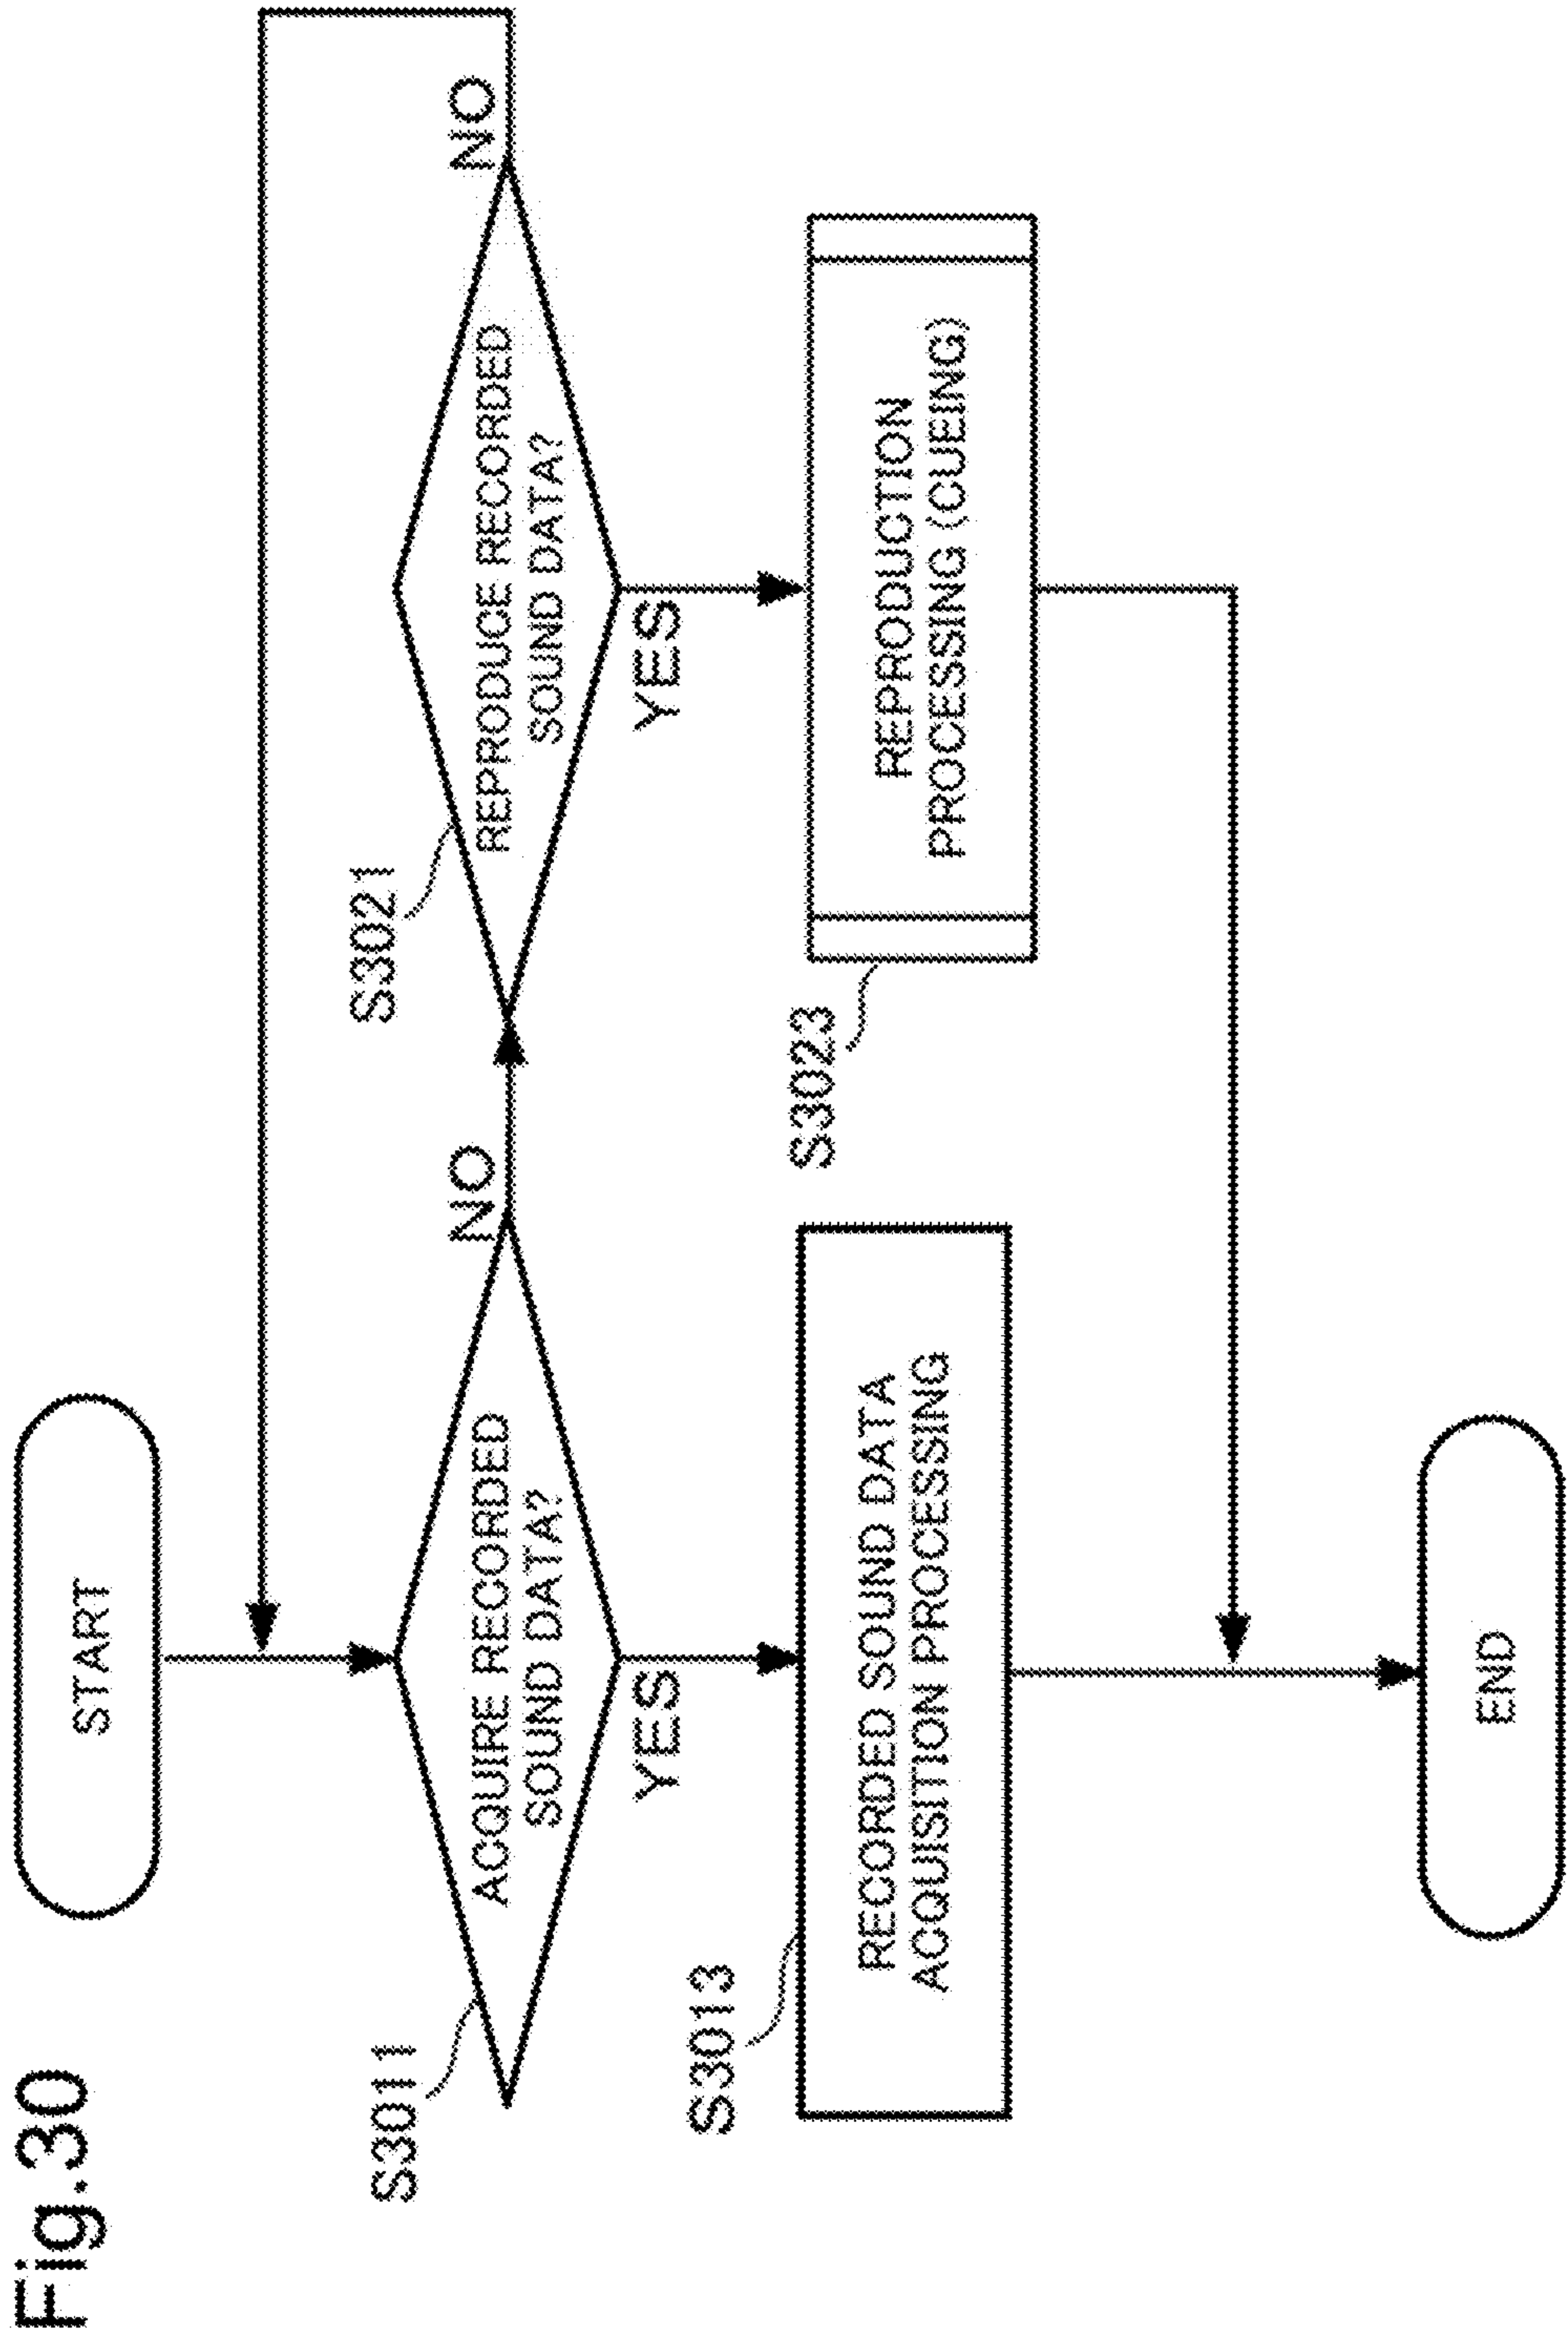 Fig.30
START
S3011
ACQUIRE RECORDED
SOUND DATA?
NO
YES
S3021
REPRODUCE RECORDED
SOUND DATA?
NO
YES
S3013
RECORDED SOUND DATA
ACQUISITION PROCESSING
S3023
REPRODUCTION
PROCESSING (CUEING)
END